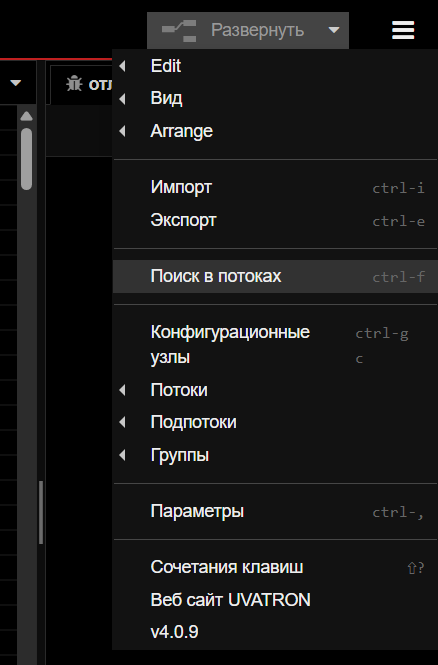 Развернуть
отл
Edit
Вид
Arrange
Импорт ctrl-i
Экспорт ctrl-e
Поиск в потоках ctrl-f
Конфигурационные ctrl-g
узлы c
Потоки
Подпотоки
Группы
Параметры ctrl-,
Сочетания клавиш ⇧?
Веб сайт UVATRON
v4.0.9